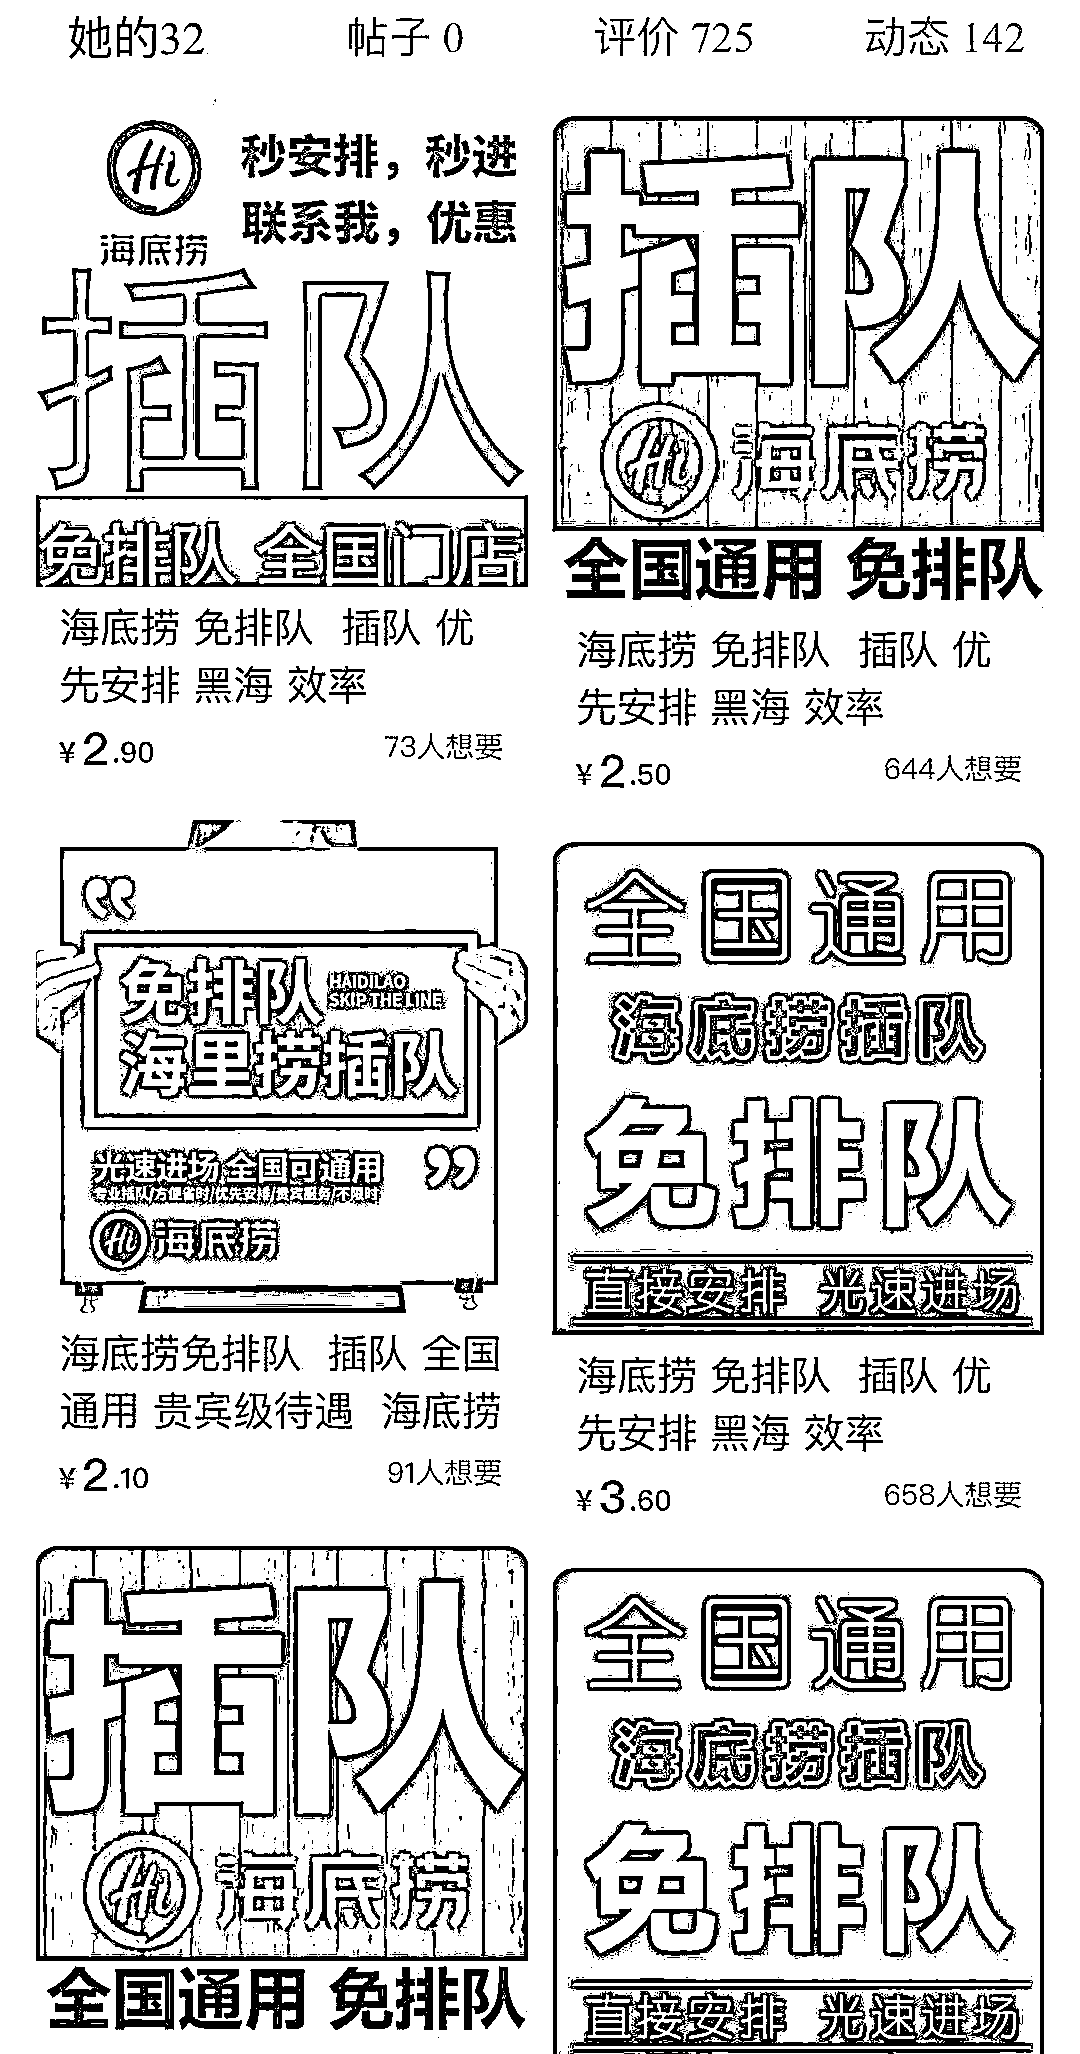 她的32 帖子 0 评价 725 动态 142
Hi
海底捞
秒安排，秒进
联系我，优惠
插队
免排队 全国门店
海底捞 免排队 插队 优
先安排 黑海 效率
¥2.90 73人想要
插队
Hi 海底捞
全国通用 免排队
海底捞 免排队 插队 优
先安排 黑海 效率
¥2.50 644人想要
免排队 HAIDILAO
SKIP THE LINE
海里捞插队
光速进场 全国可通用
专业插队/方便省时/优先安排/贵宾服务/不限时
Hi 海底捞
海底捞免排队 插队 全国
通用 贵宾级待遇 海底捞
¥2.10 91人想要
全国通用
海底捞插队
免排队
直接安排 光速进场
海底捞 免排队 插队 优
先安排 黑海 效率
¥3.60 658人想要
插队
Hi 海底捞
全国通用 免排队
全国通用
海底捞插队
免排队
直接安排 光速进场